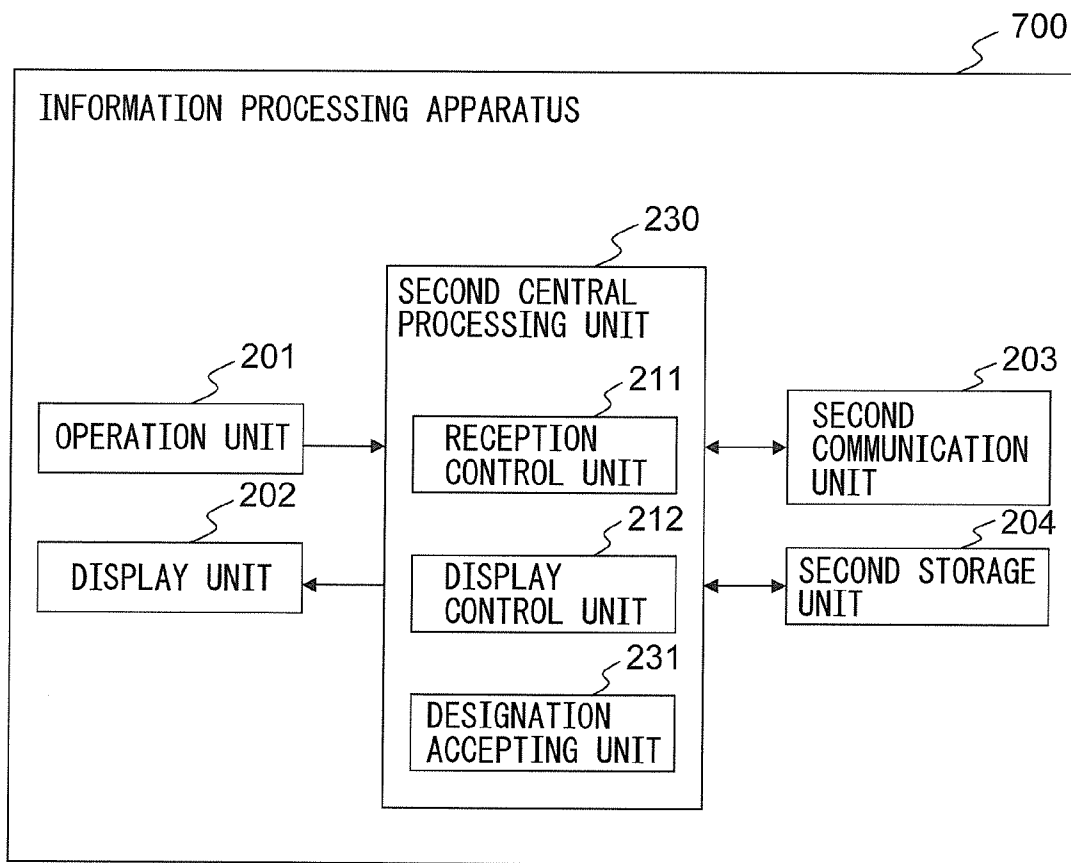 700
INFORMATION PROCESSING APPARATUS
230
SECOND CENTRAL
PROCESSING UNIT
201
OPERATION UNIT
202
DISPLAY UNIT
211
RECEPTION
CONTROL UNIT
212
DISPLAY
CONTROL UNIT
231
DESIGNATION
ACCEPTING UNIT
203
SECOND
COMMUNICATION
UNIT
204
SECOND STORAGE
UNIT